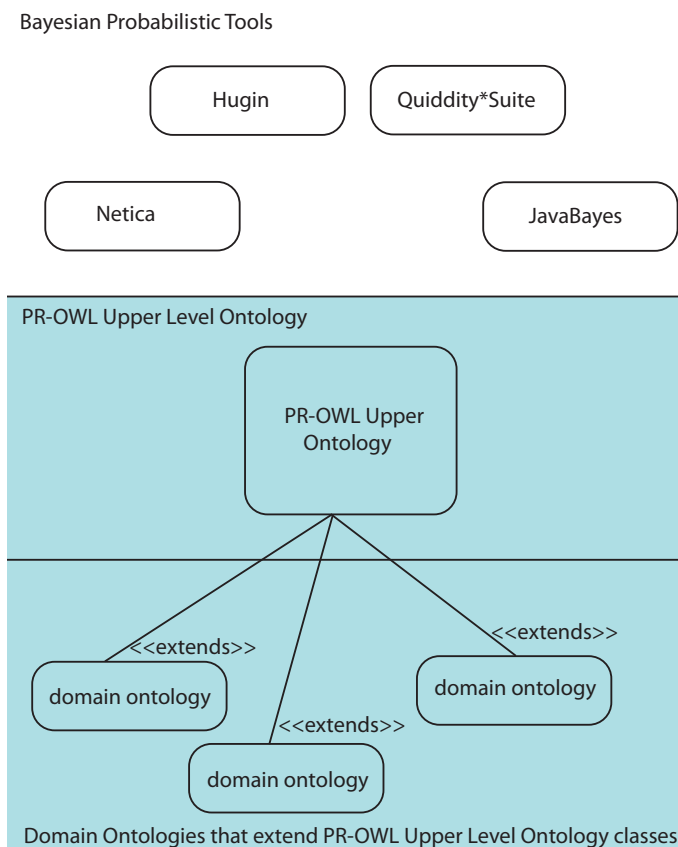 Bayesian Probabilistic Tools
Hugin
Quiddity*Suite
Netica
JavaBayes
PR-OWL Upper Level Ontology
PR-OWL Upper
Ontology
<<extends>>
<<extends>>
domain ontology
domain ontology
<<extends>>
domain ontology
Domain Ontologies that extend PR-OWL Upper Level Ontology classes